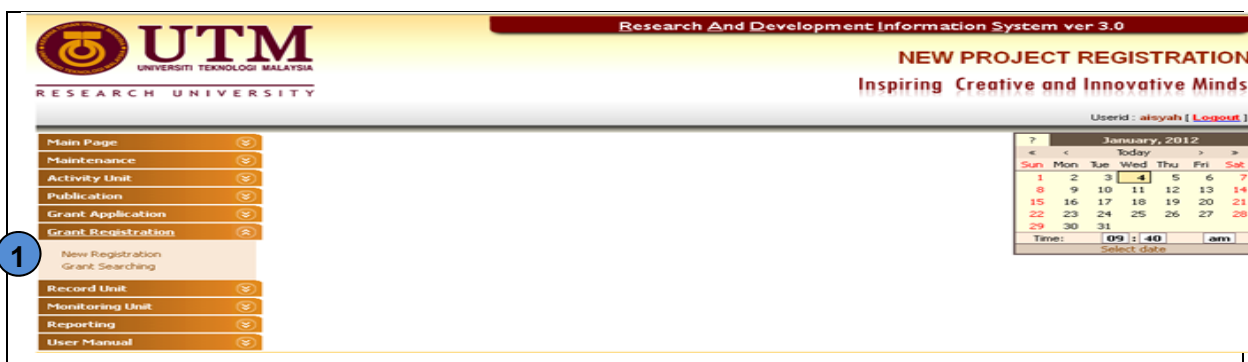 Research And Development Information System ver 3.0
UTM
UNIVERSITI TEKNOLOGI MALAYSIA
NEW PROJECT REGISTRATION
RESEARCH UNIVERSITY
Inspiring Creative and Innovative Minds
Userid : aisyah [ Logout ]
Main Page
Maintenance
Activity Unit
Publication
Grant Application
Grant Registration
1
New Registration
Grant Searching
Record Unit
Monitoring Unit
Reporting
User Manual
? January, 2012
« ‹ Today › »
Sun Mon Tue Wed Thu Fri Sat
1 2 3 4 5 6 7
8 9 10 11 12 13 14
15 16 17 18 19 20 21
22 23 24 25 26 27 28
29 30 31
Time: 09 : 40 am
Select date